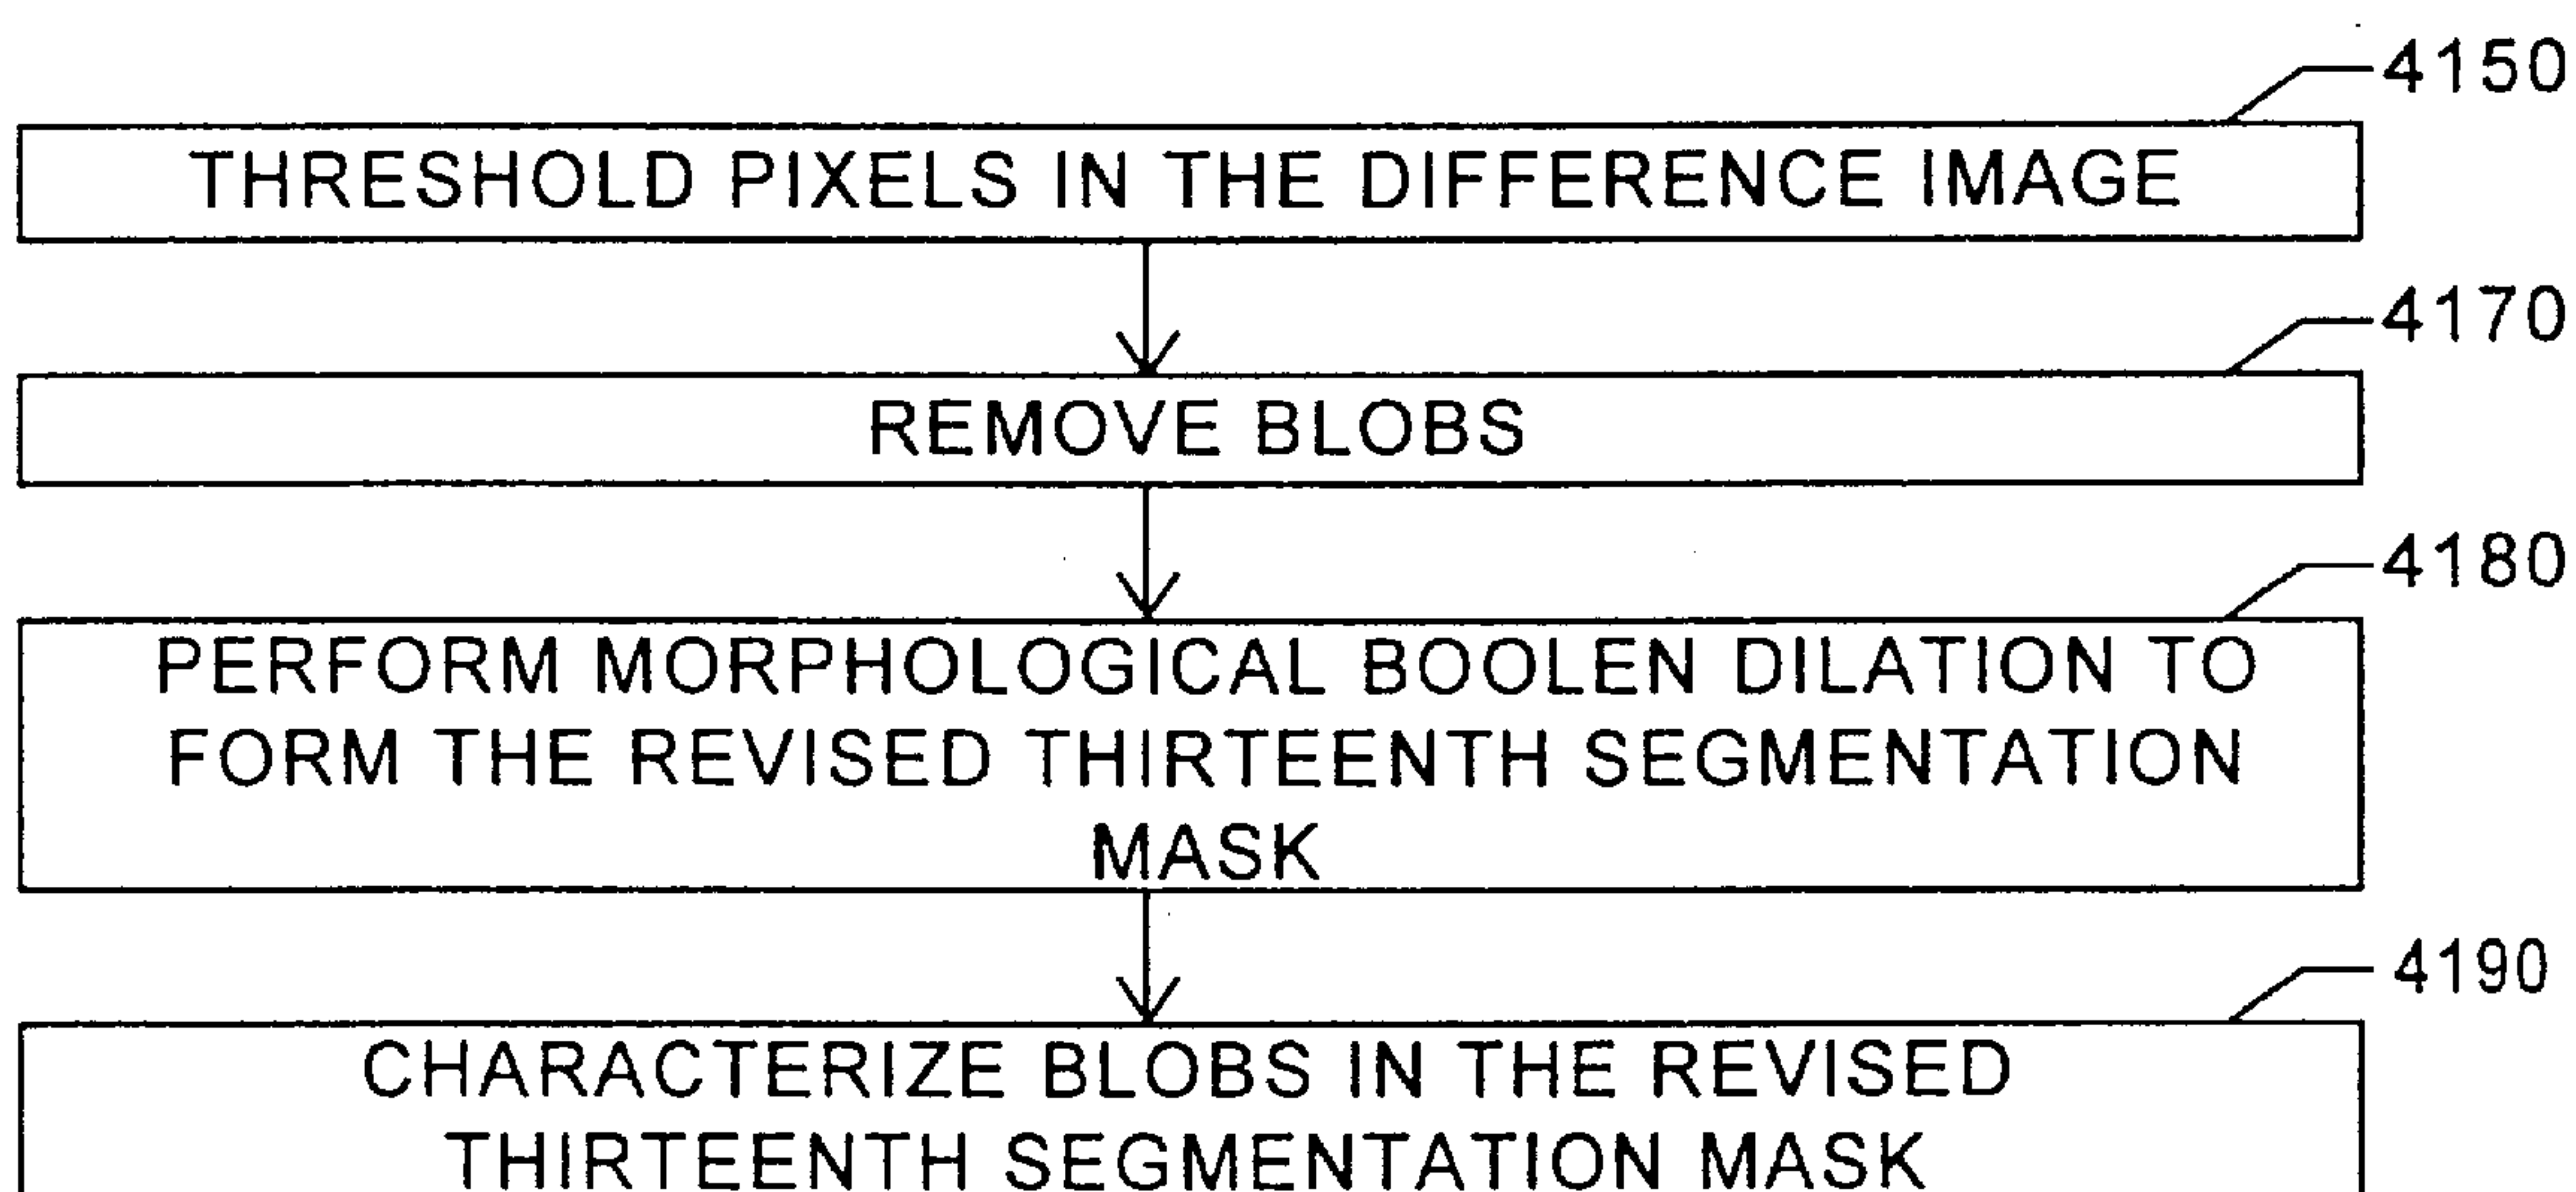 4150
THRESHOLD PIXELS IN THE DIFFERENCE IMAGE
4170
REMOVE BLOBS
4180
PERFORM MORPHOLOGICAL BOOLEN DILATION TO
FORM THE REVISED THIRTEENTH SEGMENTATION
MASK
4190
CHARACTERIZE BLOBS IN THE REVISED
THIRTEENTH SEGMENTATION MASK